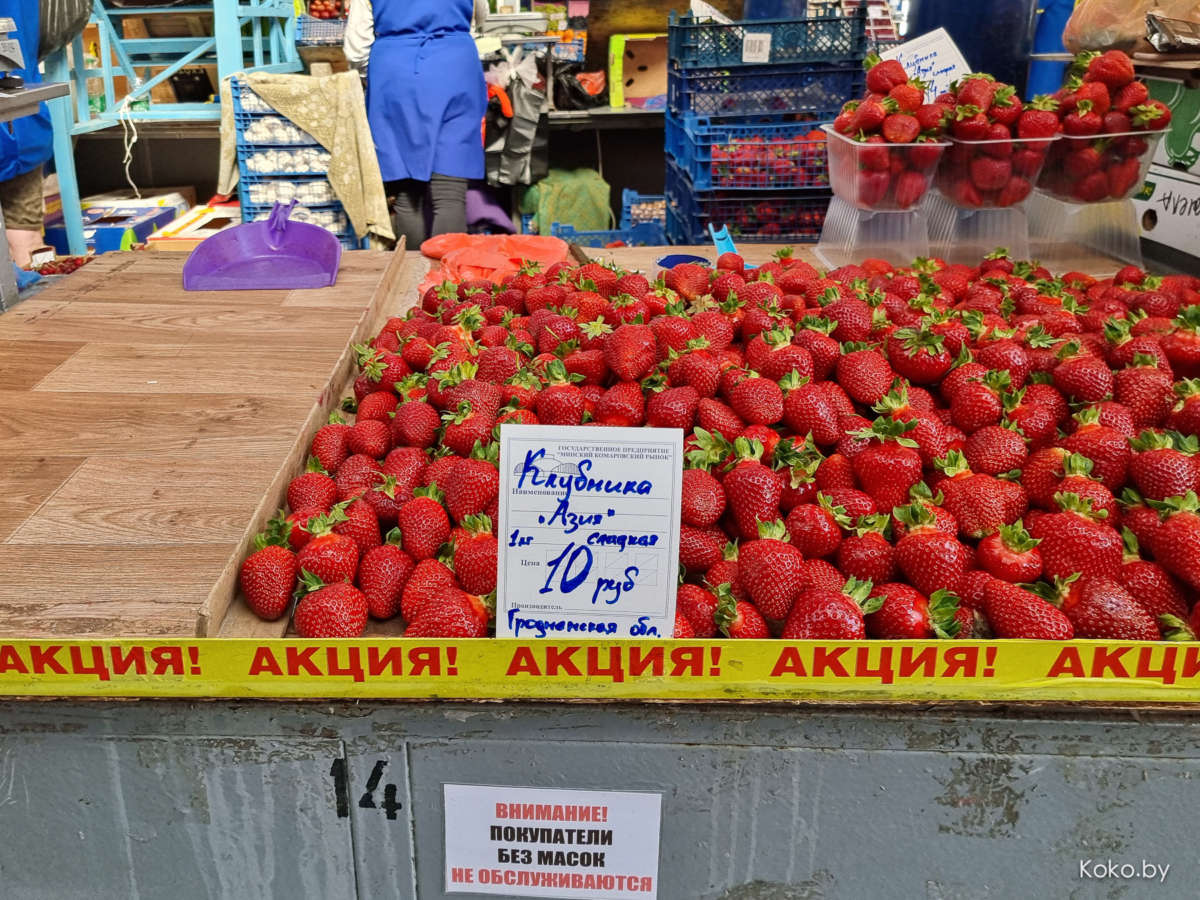 ГОСУДАРСТВЕННОЕ ПРЕДПРИЯТИЕ
"МИНСКИЙ КОМАРОВСКИЙ РЫНОК"
Клубника
Наименование
"Азия"
1кг сладкая
Цена 10 руб
Производитель
Гродненская обл.
АКЦИЯ! АКЦИЯ! АКЦИЯ! АКЦИЯ! АКЦИЯ!
14
ВНИМАНИЕ!
ПОКУПАТЕЛИ
БЕЗ МАСОК
НЕ ОБСЛУЖИВАЮТСЯ
Koko.by